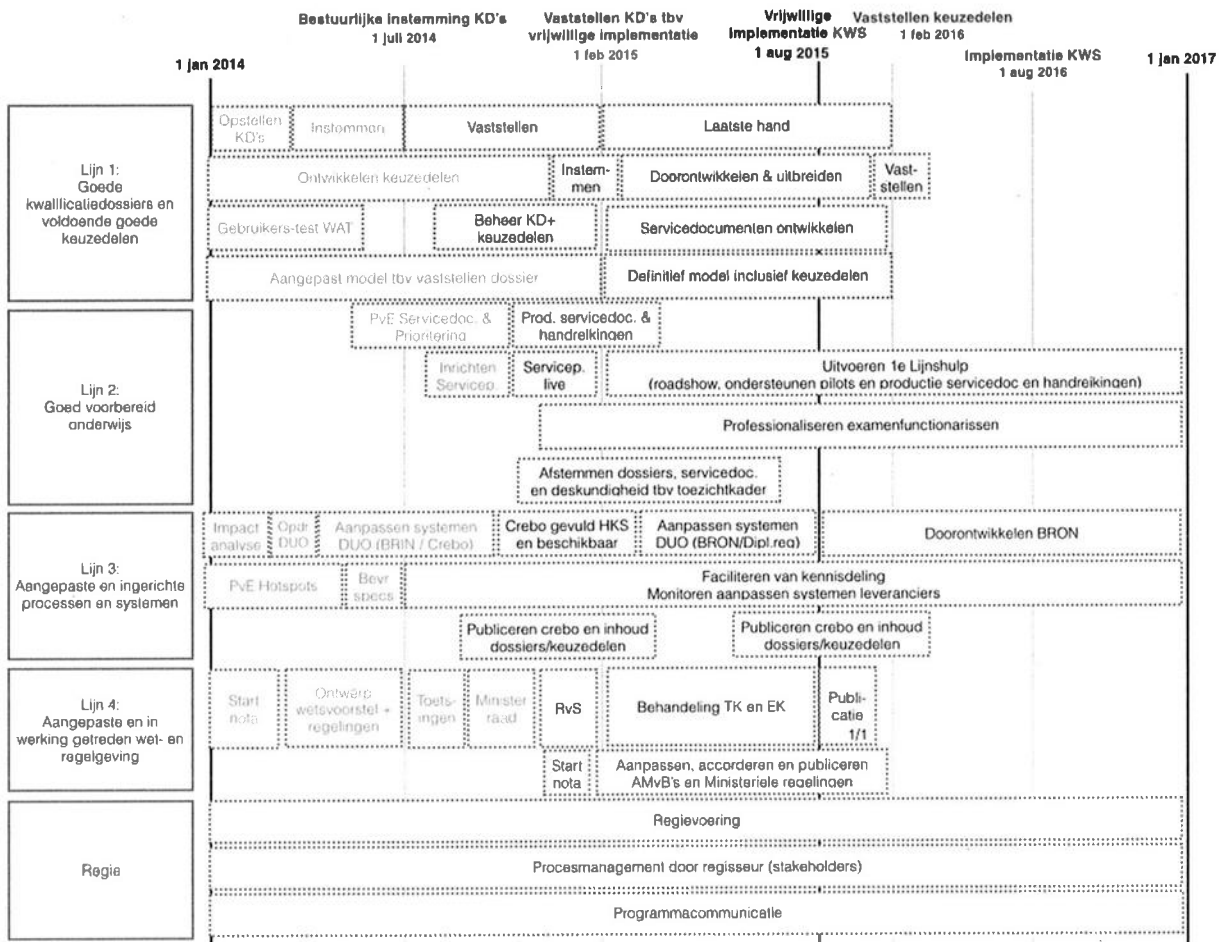 Bestuurlijke instemming KD's
1 juli 2014
Vaststellen KD's tbv
vrijwillige implementatie
1 feb 2015
Vrijwillige
Implementatie KWS
1 aug 2015
Vaststellen keuzedelen
1 feb 2016
Implementatie KWS
1 aug 2016
1 jan 2014
1 jan 2017
Lijn 1:
Goede
kwalificatiedossiers en
voldoende goede
keuzedelen
Opstellen
KD's
Instemmen
Vaststellen
Laatste hand
Ontwikkelen keuzedelen
Instem-
men
Doorontwikkelen & uitbreiden
Vast-
stellen
Gebruikers-test WAT
Beheer KD+
keuzedelen
Servicedocumenten ontwikkelen
Aangepast model tbv vaststellen dossier
Definitief model inclusief keuzedelen
Lijn 2:
Goed voorbereid
onderwijs
PvE Servicedoc. &
Prioritering
Prod. servicedoc. &
handreikingen
Inrichten
Servicep.
Servicep.
live
Uitvoeren 1e Lijnshulp
(roadshow, ondersteunen pilots en productie servicedoc en handreikingen)
Professionaliseren examenfunctionarissen
Afstemmen dossiers, servicedoc.
en deskundigheid tbv toezichtkader
Lijn 3:
Aangepaste en ingerichte
processen en systemen
Impact
analyse
Opdr
DUO
Aanpassen systemen
DUO (BRIN / Crebo)
Crebo gevuld HKS
en beschikbaar
Aanpassen systemen
DUO (BRON/Dipl.reg)
Doorontwikkelen BRON
PvE Hotspots
Bevr
specs
Faciliteren van kennisdeling
Monitoren aanpassen systemen leveranciers
Publiceren crebo en inhoud
dossiers/keuzedelen
Publiceren crebo en inhoud
dossiers/keuzedelen
Lijn 4:
Aangepaste en in
werking getreden wet- en
regelgeving
Start
nota
Ontwerp
wetsvoorstel +
regelingen
Toets-
ingen
Minister
raad
RvS
Behandeling TK en EK
Publi-
catie
1/1
Start
nota
Aanpassen, accorderen en publiceren
AMvB's en Ministeriele regelingen
Regie
Regievoering
Procesmanagement door regisseur (stakeholders)
Programmacommunicatie